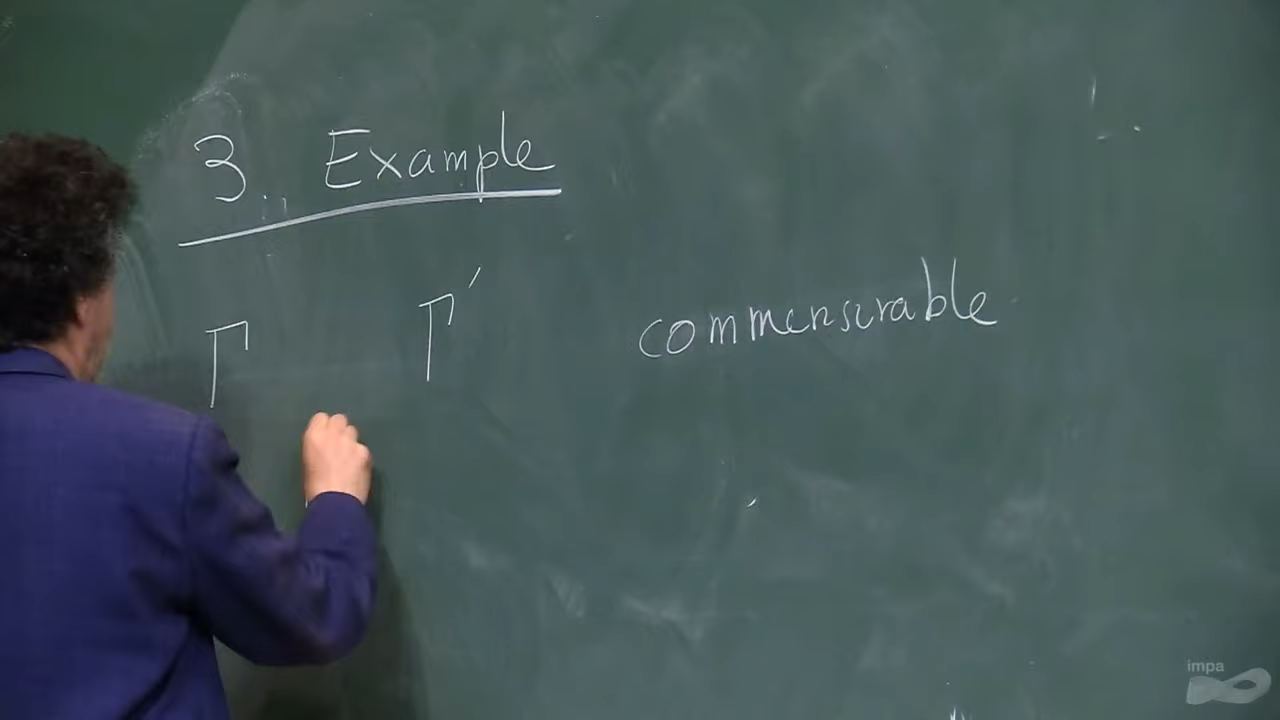 3. Example
Γ Γ′ commensurable
impa